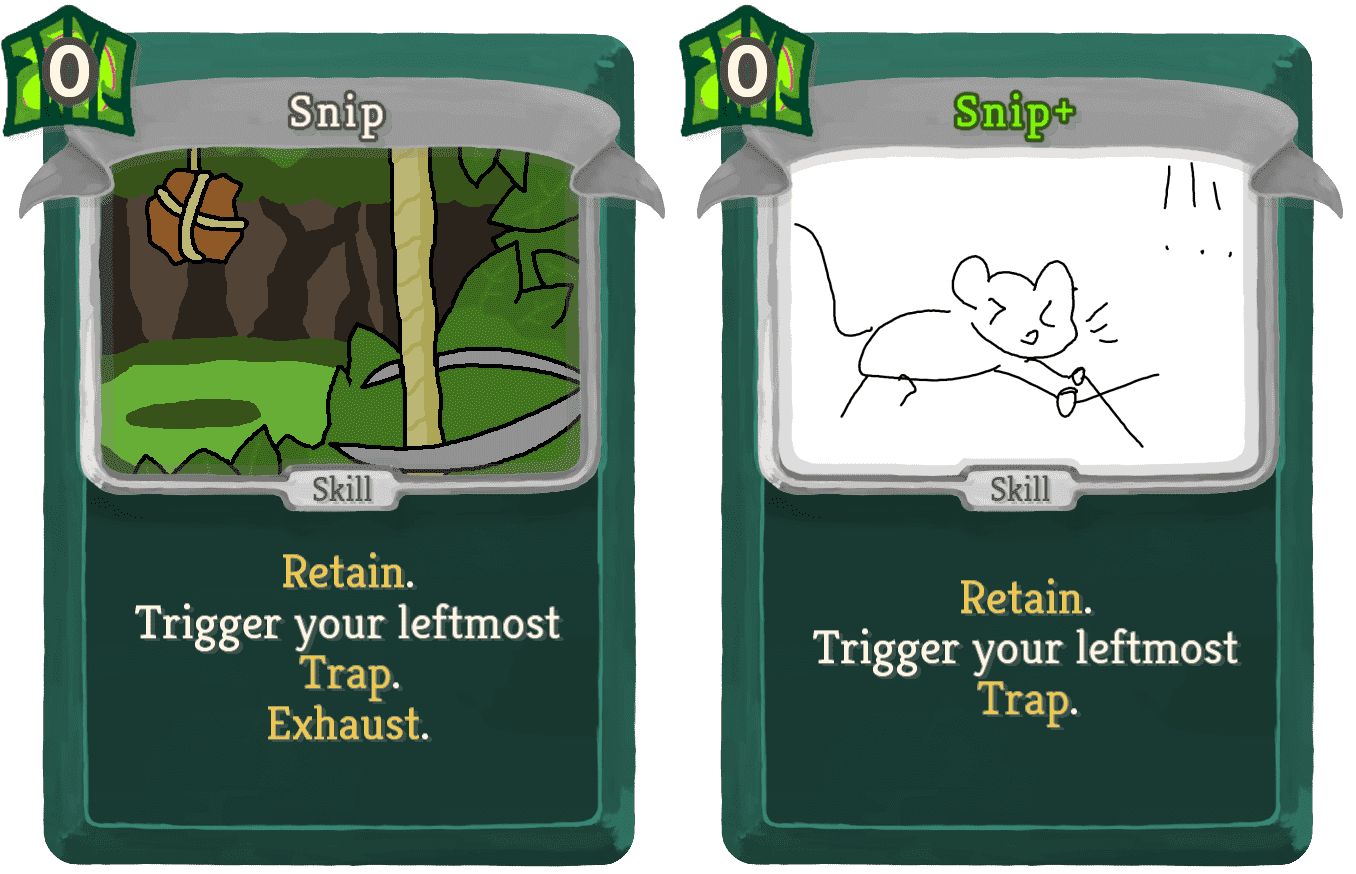 0
Snip
Skill
Retain.
Trigger your leftmost
Trap.
Exhaust.
0
Snip+
Skill
Retain.
Trigger your leftmost
Trap.